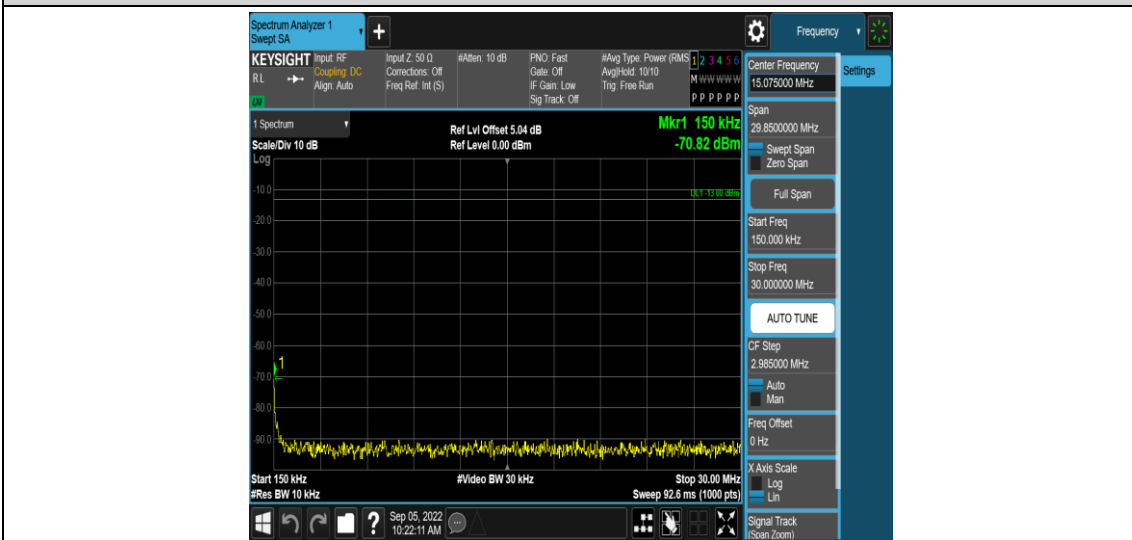 Spectrum Analyzer 1
Swept SA
+
Frequency
KEYSIGHT
RL
LXI
Input: RF
Coupling: DC
Align: Auto
Input Z: 50 Ω
Corrections: Off
Freq Ref: Int (S)
#Atten: 10 dB
PNO: Fast
Gate: Off
IF Gain: Low
Sig Track: Off
#Avg Type: Power (RMS
Avg|Hold: 10/10
Trig: Free Run
1 2 3 4 5 6
M W W W W W
P P P P P P
1 Spectrum
Scale/Div 10 dB
Ref Lvl Offset 5.04 dB
Ref Level 0.00 dBm
Mkr1 150 kHz
-70.82 dBm
Log
DL1 -13.00 dBm
-10.0
-20.0
-30.0
-40.0
-50.0
-60.0
1
-70.0
-80.0
-90.0
Start 150 kHz
#Res BW 10 kHz
#Video BW 30 kHz
Stop 30.00 MHz
Sweep 92.6 ms (1000 pts)
?
Sep 05, 2022
10:22:11 AM
Center Frequency
15.075000 MHz
Settings
Span
29.8500000 MHz
Swept Span
Zero Span
Full Span
Start Freq
150.000 kHz
Stop Freq
30.000000 MHz
AUTO TUNE
CF Step
2.985000 MHz
Auto
Man
Freq Offset
0 Hz
X Axis Scale
Log
Lin
Signal Track
(Span Zoom)